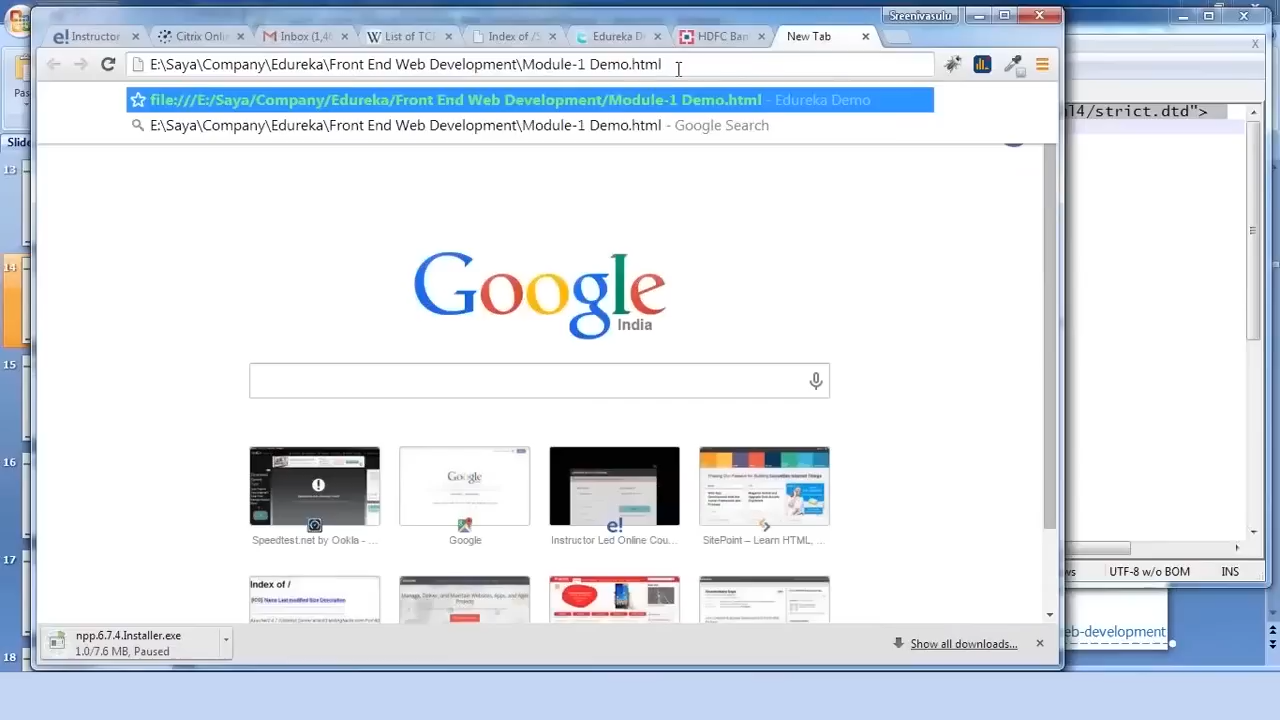 Sreenivasulu
Instructor
Citrix Onlin
Inbox (1,
List of TCP
Index of /S
Edureka De
HDFC Ban
New Tab
E:\Saya\Company\Edureka\Front End Web Development\Module-1 Demo.html
file:///E:/Saya/Company/Edureka/Front End Web Development/Module-1 Demo.html - Edureka Demo
E:\Saya\Company\Edureka\Front End Web Development\Module-1 Demo.html - Google Search
l4/strict.dtd">
Pas
Slide
13
14
15
16
17
18
Google
India
Speedtest.net by Ookla - ...
Google
Instructor Led Online Cou...
SitePoint – Learn HTML, ...
Index of /
UTF-8 w/o BOM
INS
npp.6.7.4.Installer.exe
1.0/7.6 MB, Paused
Show all downloads...
eb-development